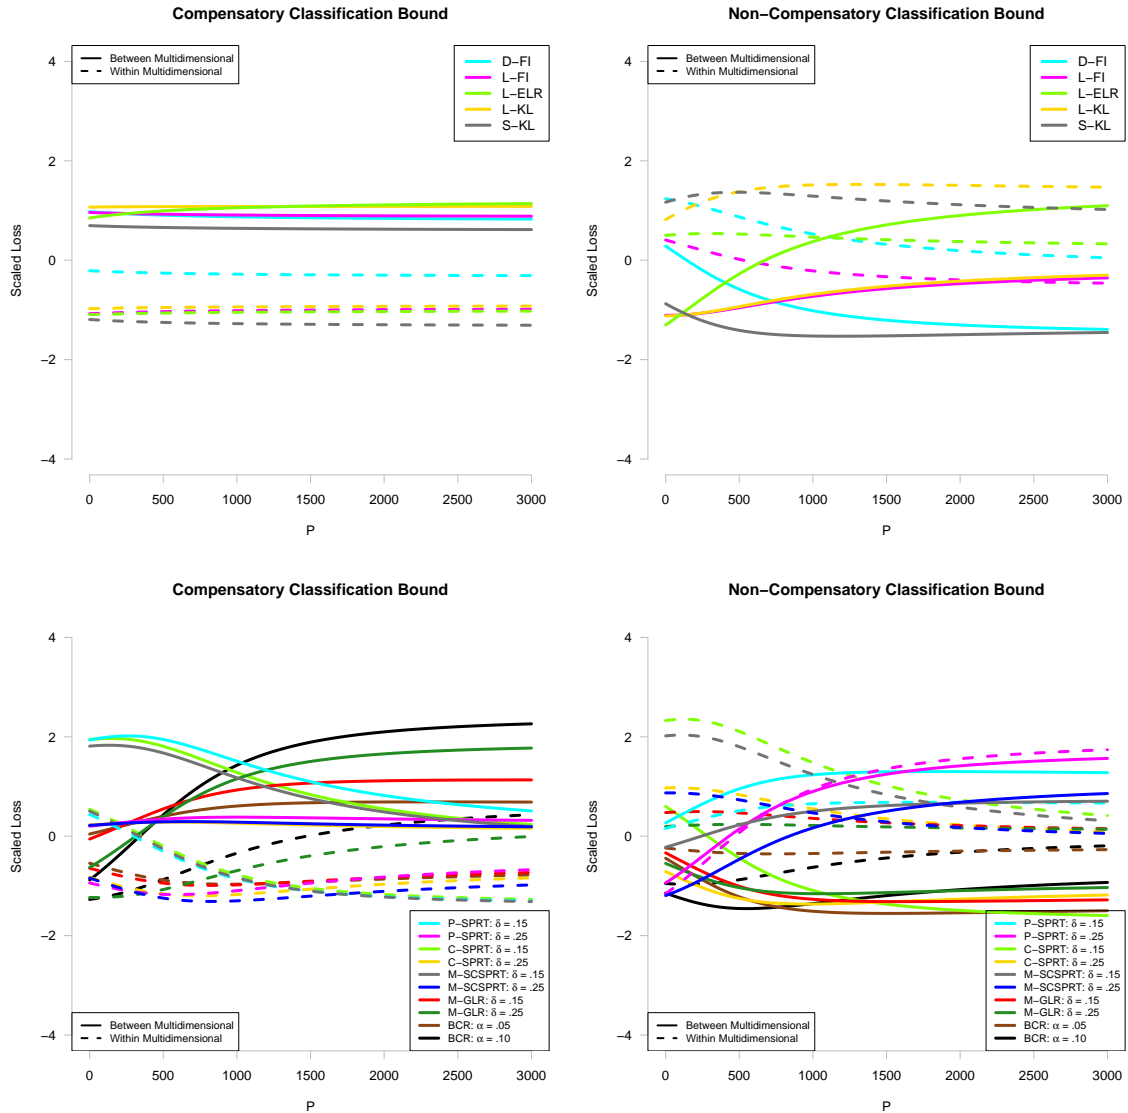 Compensatory Classification Bound
Between Multidimensional
Within Multidimensional
D−FI
L−FI
L−ELR
L−KL
S−KL
4
2
0
−2
−4
Scaled Loss
0 500 1000 1500 2000 2500 3000
P
Non−Compensatory Classification Bound
Between Multidimensional
Within Multidimensional
D−FI
L−FI
L−ELR
L−KL
S−KL
4
2
0
−2
−4
Scaled Loss
0 500 1000 1500 2000 2500 3000
P
Compensatory Classification Bound
4
2
0
−2
−4
Scaled Loss
P−SPRT: δ = .15
P−SPRT: δ = .25
C−SPRT: δ = .15
C−SPRT: δ = .25
M−SCSPRT: δ = .15
M−SCSPRT: δ = .25
M−GLR: δ = .15
M−GLR: δ = .25
BCR: α = .05
BCR: α = .10
Between Multidimensional
Within Multidimensional
0 500 1000 1500 2000 2500 3000
P
Non−Compensatory Classification Bound
4
2
0
−2
−4
Scaled Loss
P−SPRT: δ = .15
P−SPRT: δ = .25
C−SPRT: δ = .15
C−SPRT: δ = .25
M−SCSPRT: δ = .15
M−SCSPRT: δ = .25
M−GLR: δ = .15
M−GLR: δ = .25
BCR: α = .05
BCR: α = .10
Between Multidimensional
Within Multidimensional
0 500 1000 1500 2000 2500 3000
P